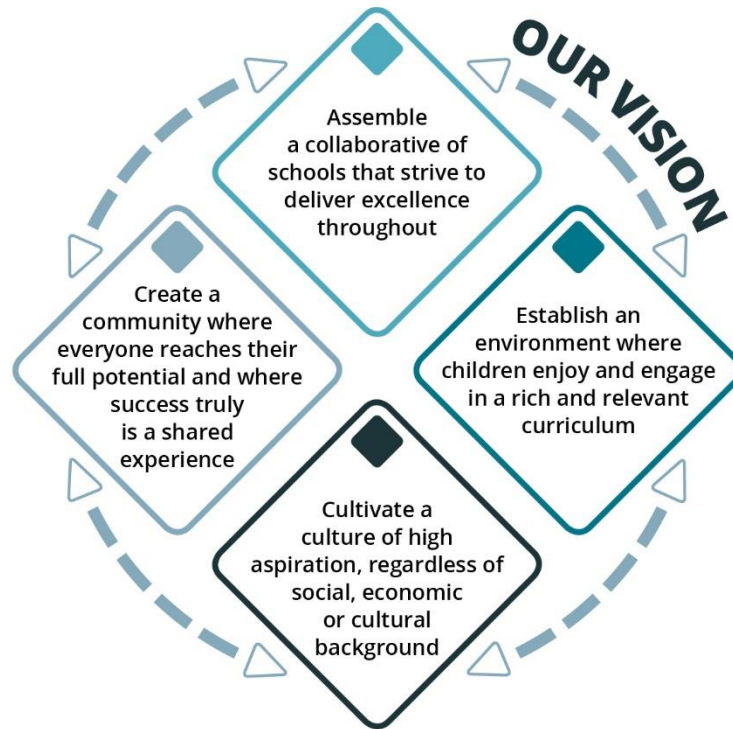 OUR VISION
Assemble
a collaborative of
schools that strive to
deliver excellence
throughout
Create a
community where
everyone reaches their
full potential and where
success truly
is a shared
experience
Establish an
environment where
children enjoy and engage
in a rich and relevant
curriculum
Cultivate a
culture of high
aspiration, regardless of
social, economic
or cultural
background